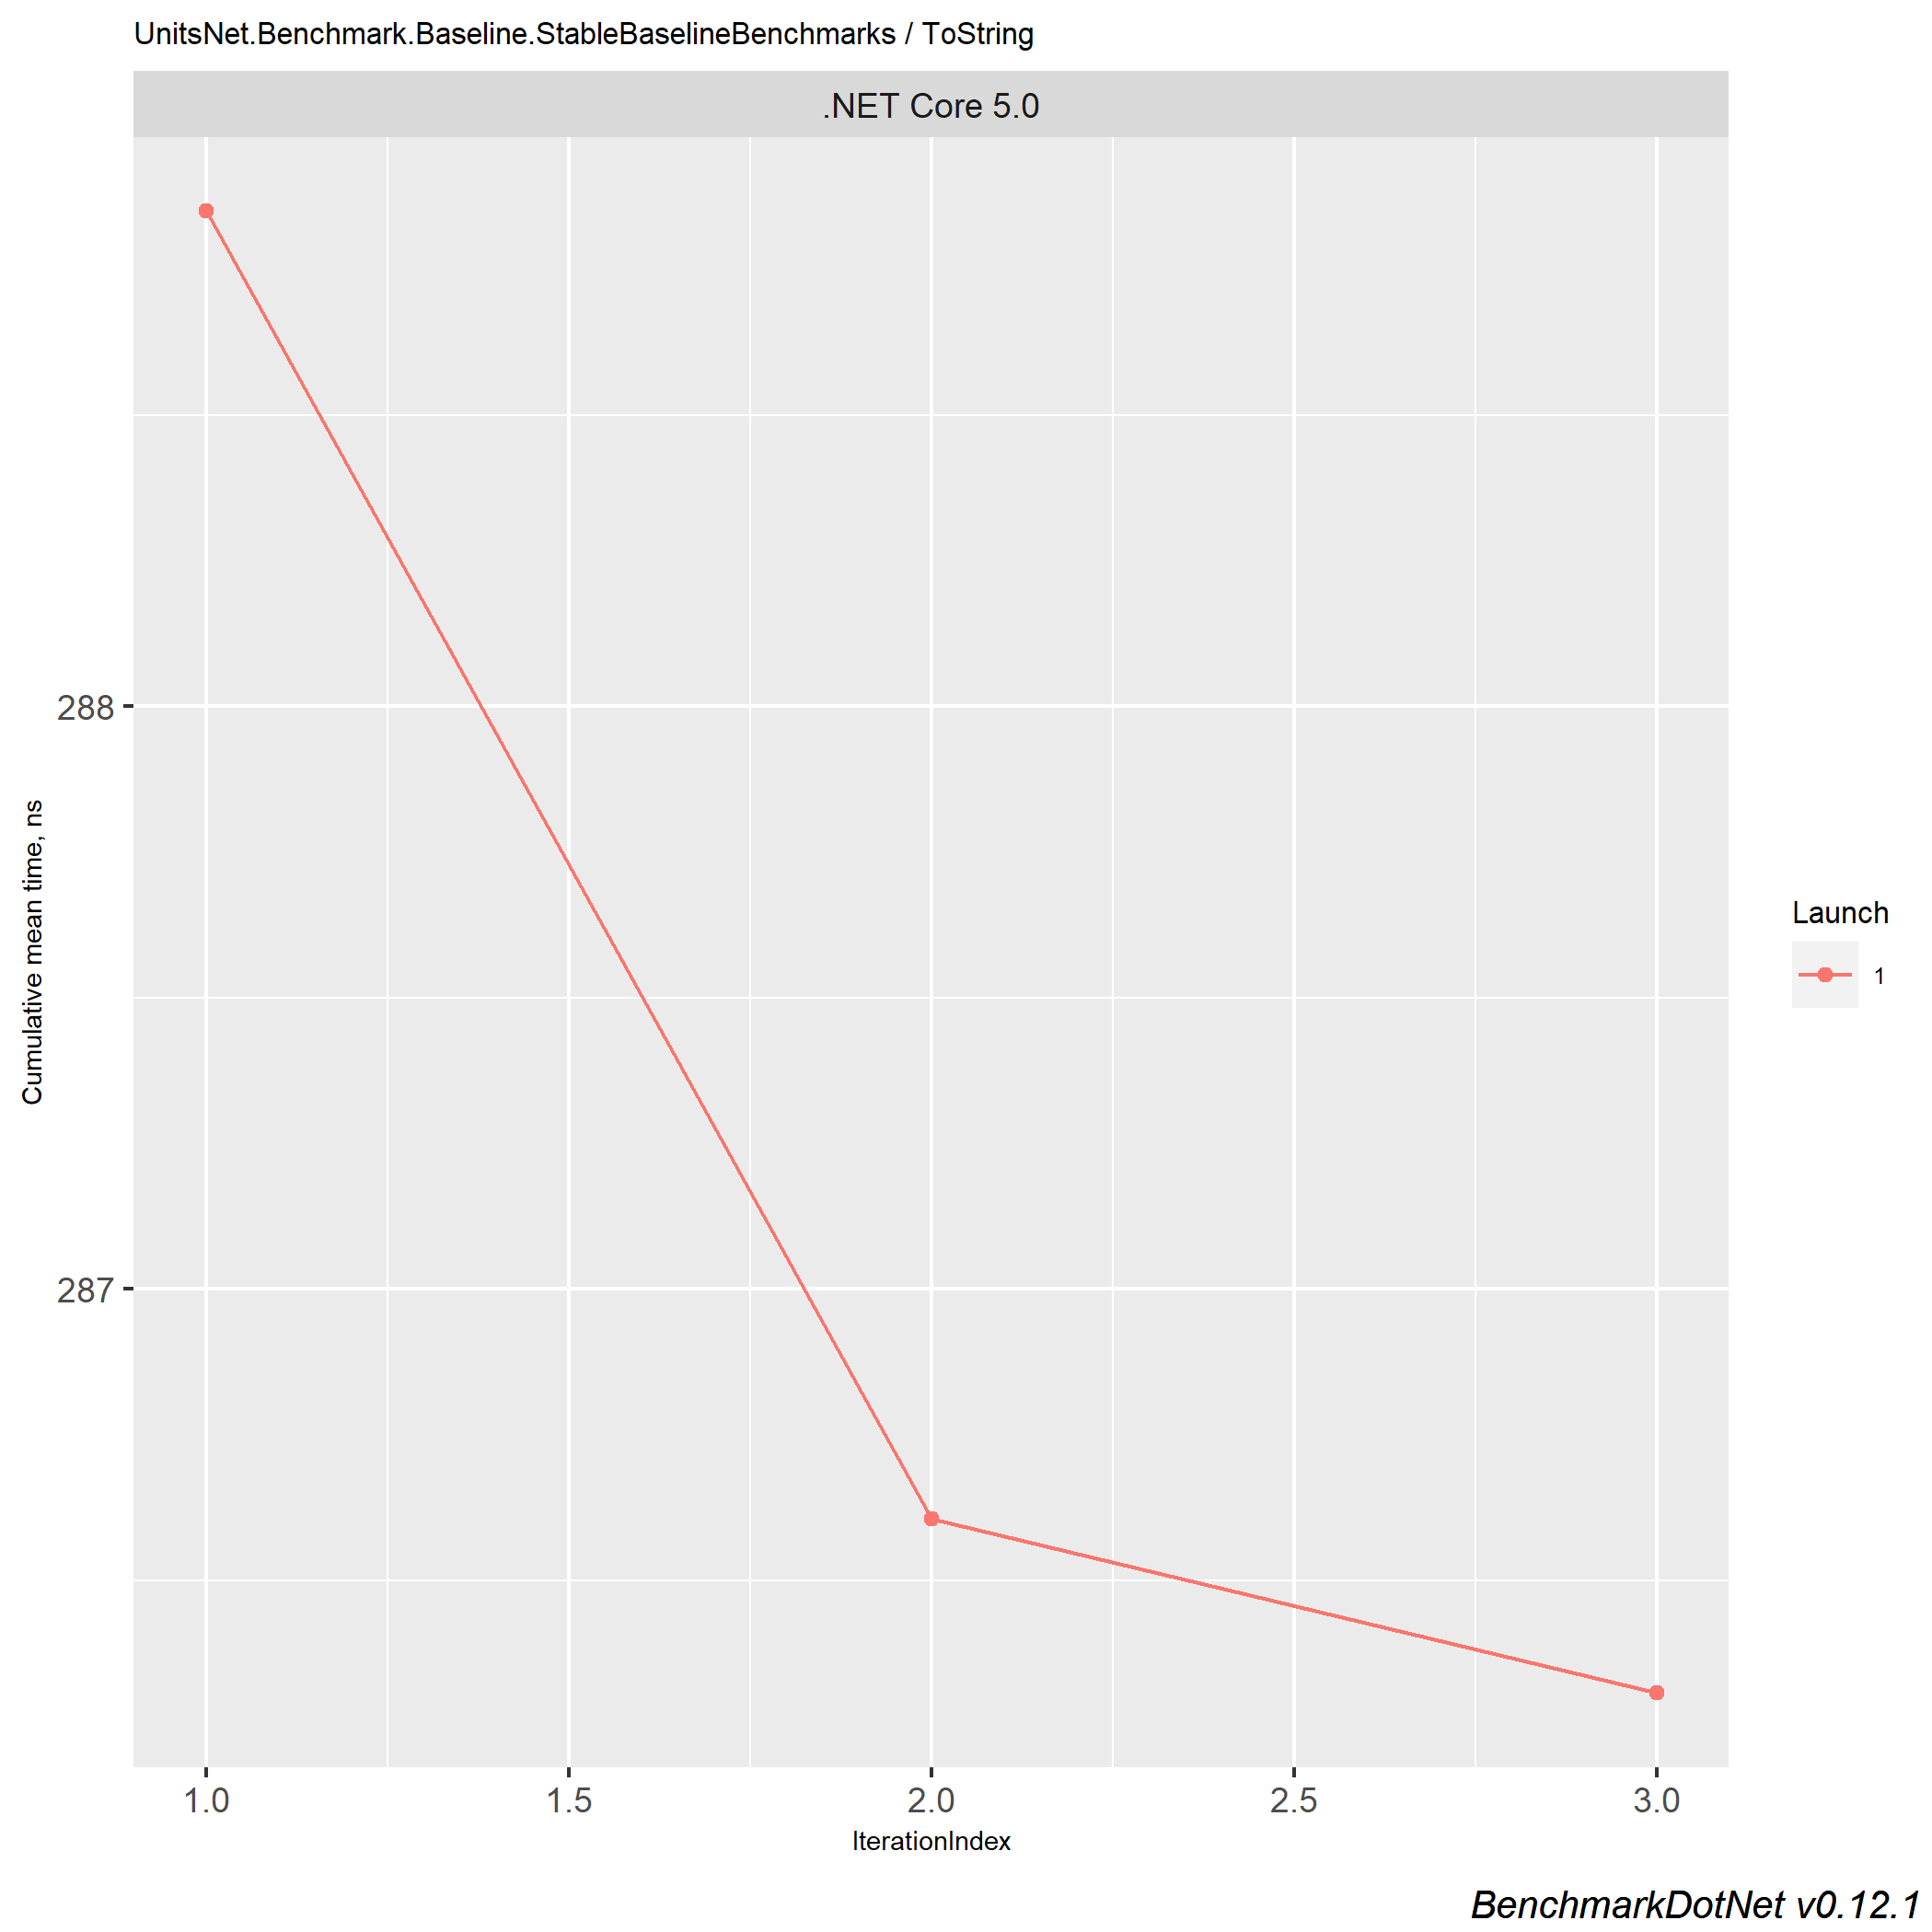 UnitsNet.Benchmark.Baseline.StableBaselineBenchmarks / ToString
.NET Core 5.0
288
287
Cumulative mean time, ns
1.0 1.5 2.0 2.5 3.0
IterationIndex
Launch
1
BenchmarkDotNet v0.12.1